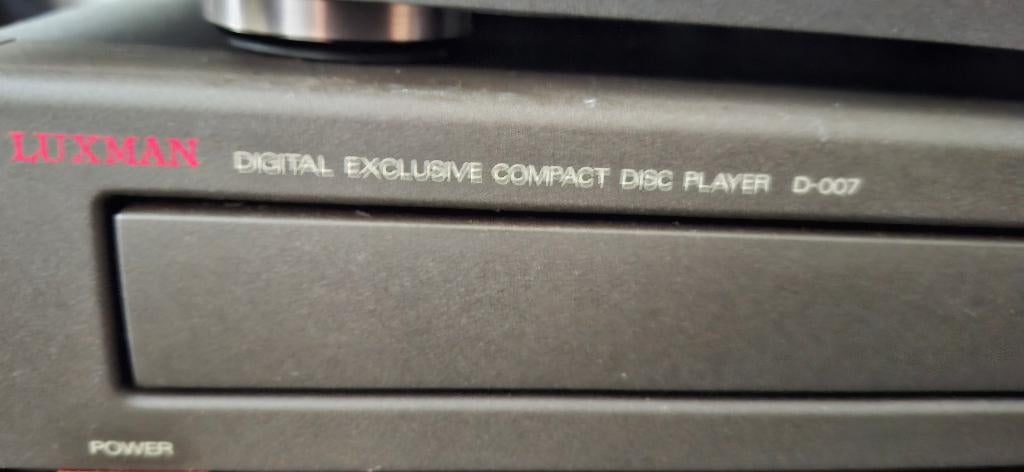 LUXMAN DIGITAL EXCLUSIVE COMPACT DISC PLAYER D-007
POWER